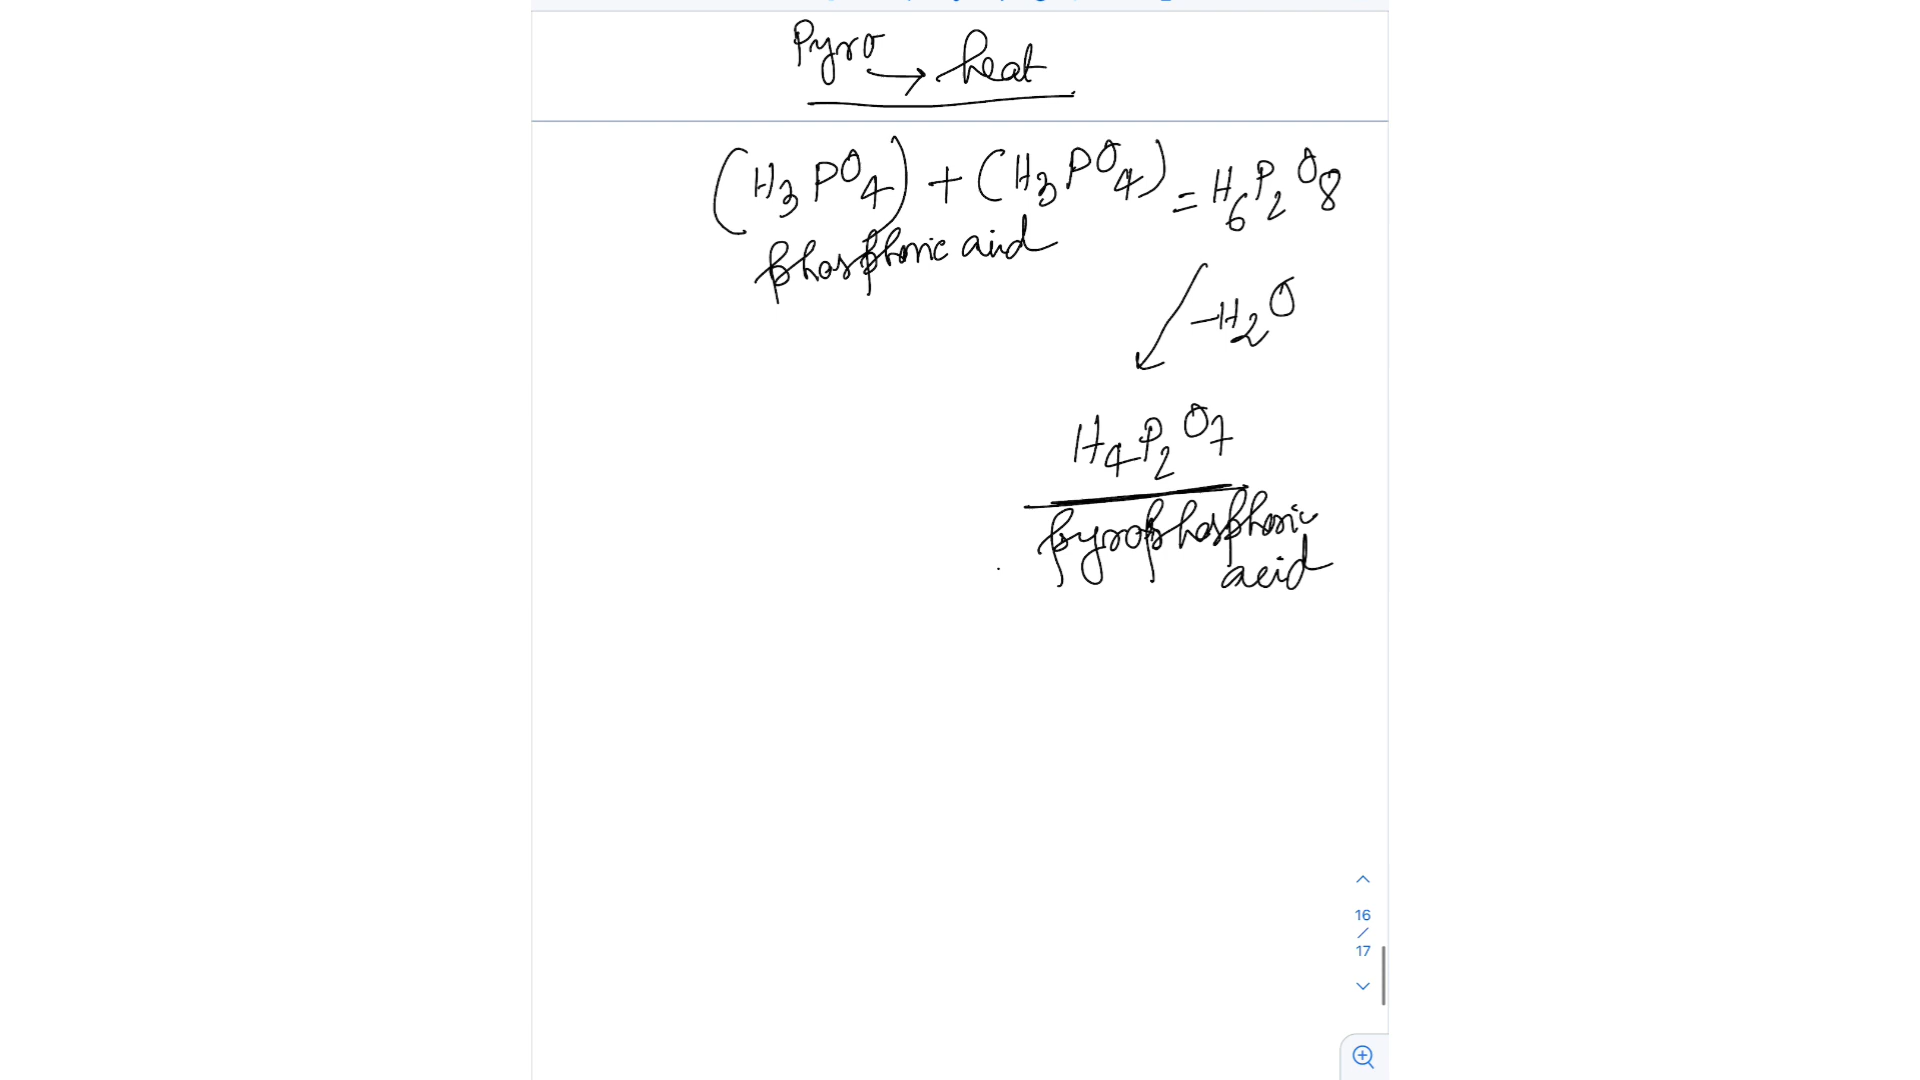 Pyro → heat
(H₃PO₄) + (H₃PO₄) = H₆P₂O₈
phosphoric acid
-H₂O
H₄P₂O₇
pyrophosphoric
acid
16
/
17